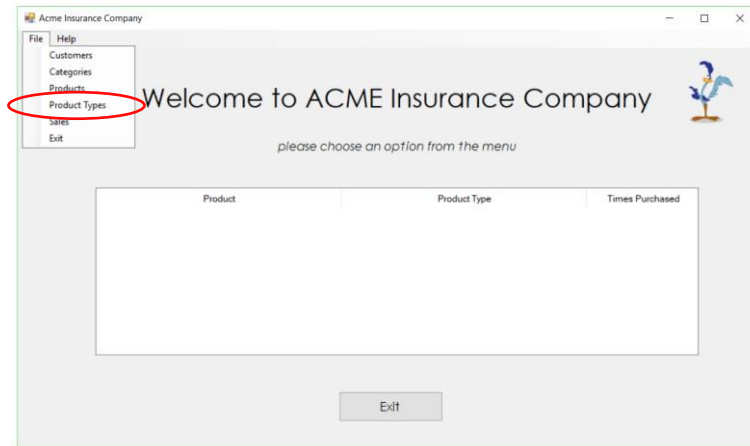 Acme Insurance Company
File Help
Customers
Categories
Products
Product Types
Sales
Exit
Welcome to ACME Insurance Company
please choose an option from the menu
Product Product Type Times Purchased
Exit